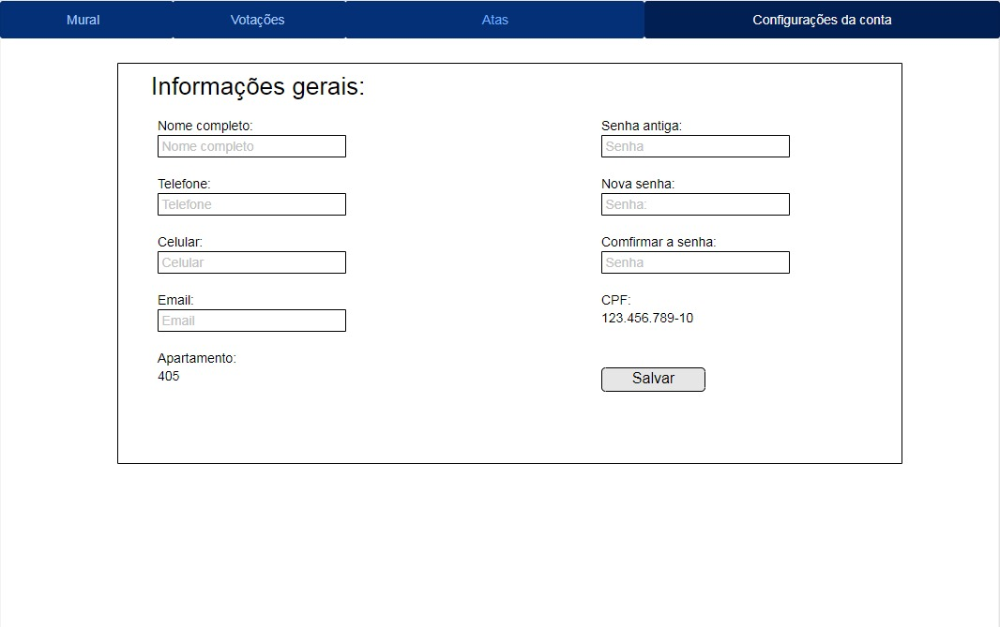 Mural
Votações
Atas
Configurações da conta
Informações gerais:
Nome completo:
Nome completo
Telefone:
Telefone
Celular:
Celular
Email:
Email
Apartamento:
405
Senha antiga:
Senha
Nova senha:
Senha:
Comfirmar a senha:
Senha
CPF:
123.456.789-10
Salvar